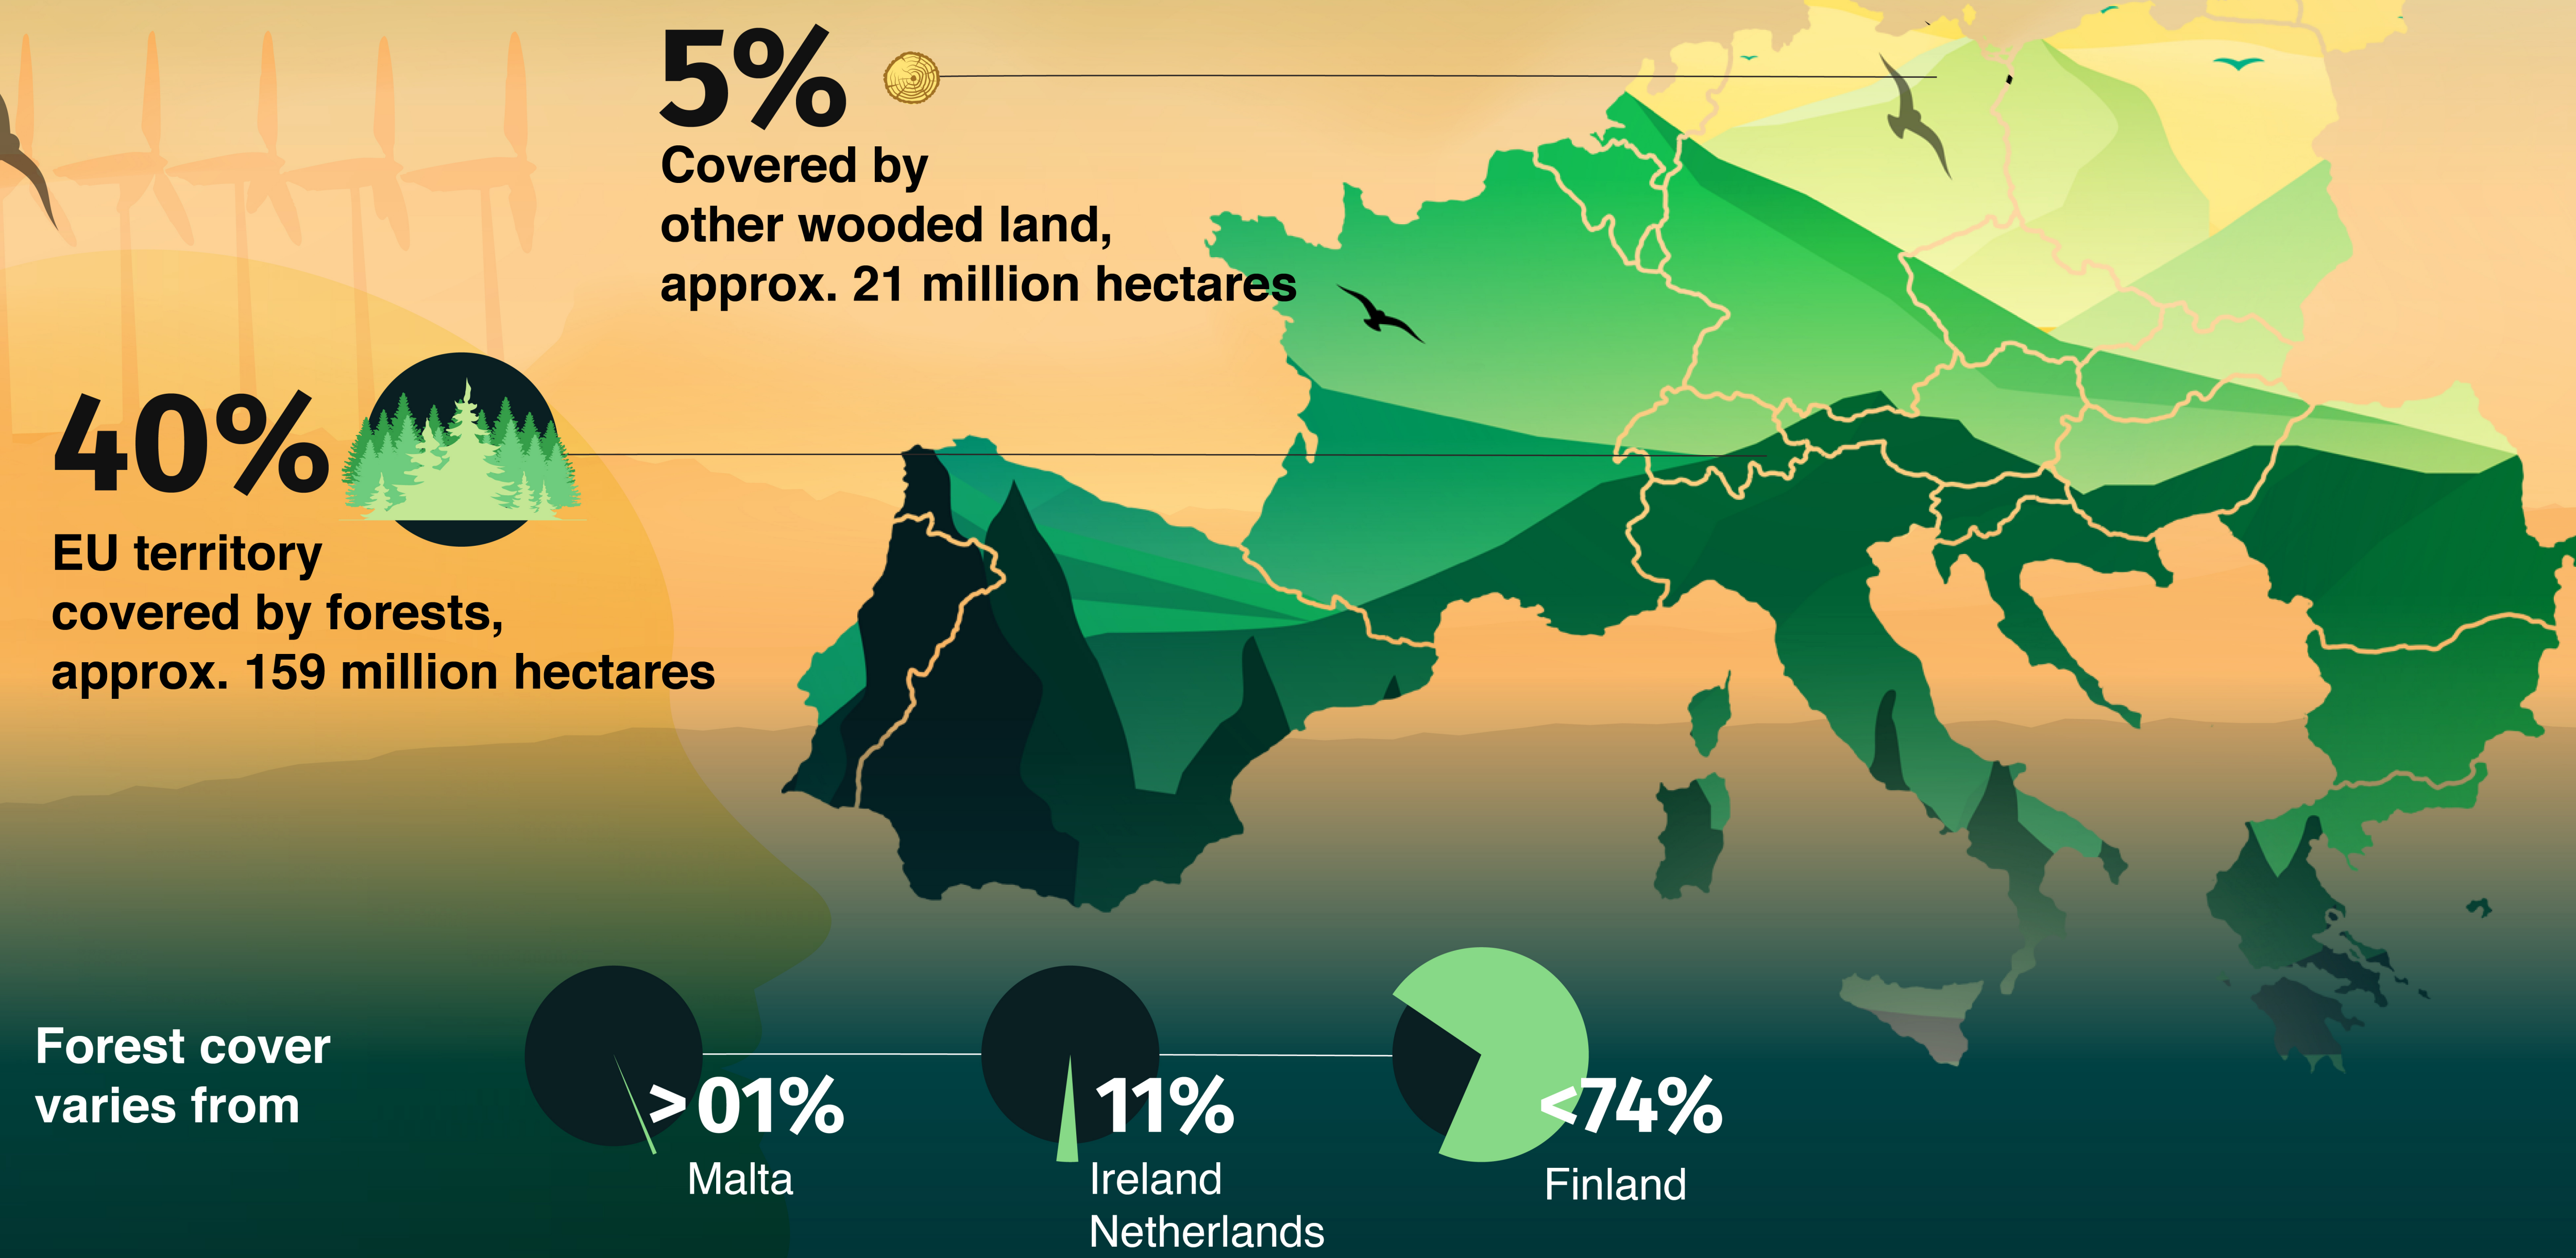 5%
Covered by
other wooded land,
approx. 21 million hectares
40%
EU territory
covered by forests,
approx. 159 million hectares
Forest cover
varies from
>01%
Malta
11%
Ireland
Netherlands
<74%
Finland